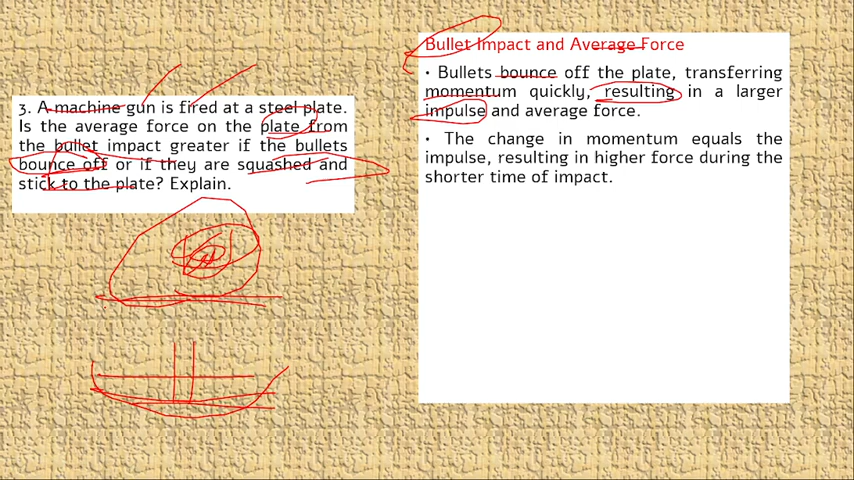 3. A machine gun is fired at a steel plate.
Is the average force on the plate from
the bullet impact greater if the bullets
bounce off or if they are squashed and
stick to the plate? Explain.
Bullet Impact and Average Force
• Bullets bounce off the plate, transferring
momentum quickly, resulting in a larger
impulse and average force.
• The change in momentum equals the
impulse, resulting in higher force during the
shorter time of impact.